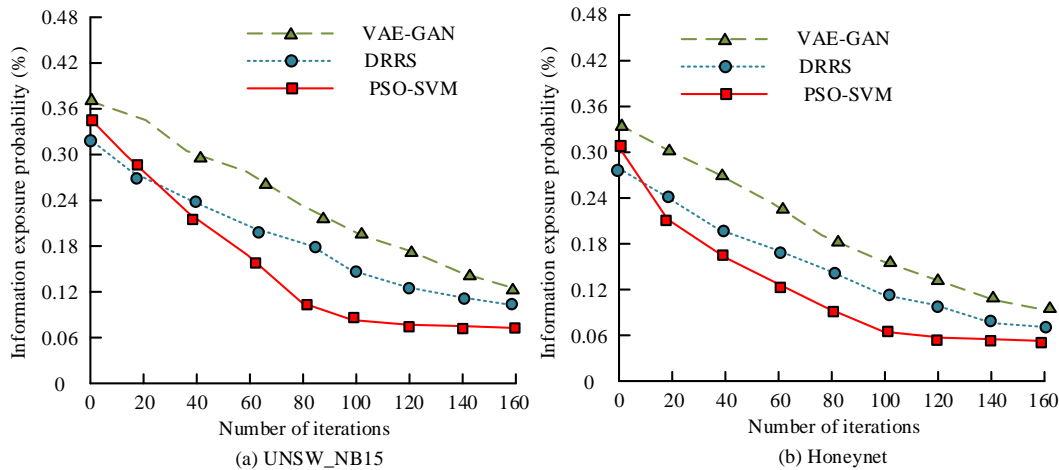 0.48
0.42
0.36
0.30
0.24
0.18
0.12
0.06
0
Information exposure probability (%)
VAE-GAN
DRRS
PSO-SVM
0 20 40 60 80 100 120 140 160
Number of iterations
(a) UNSW_NB15
0.48
0.42
0.36
0.30
0.24
0.18
0.12
0.06
0
Information exposure probability (%)
VAE-GAN
DRRS
PSO-SVM
0 20 40 60 80 100 120 140 160
Number of iterations
(b) Honeynet